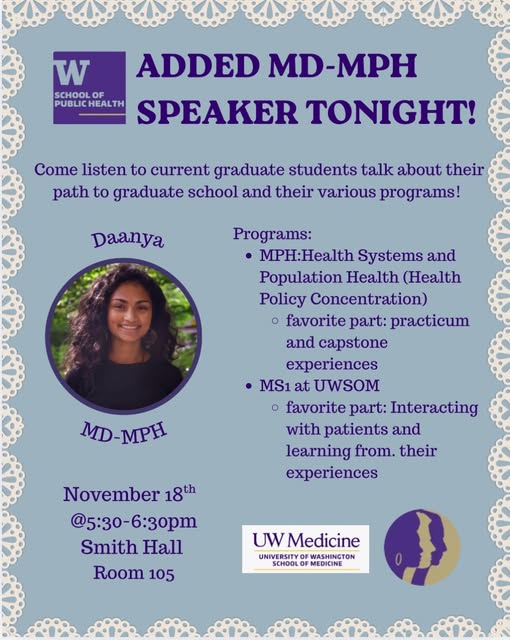 W
SCHOOL OF
PUBLIC HEALTH
ADDED MD-MPH
SPEAKER TONIGHT!
Come listen to current graduate students talk about their
path to graduate school and their various programs!
Daanya
MD-MPH
Programs:
• MPH:Health Systems and
Population Health (Health
Policy Concentration)
◦ favorite part: practicum
and capstone
experiences
• MS1 at UWSOM
◦ favorite part: Interacting
with patients and
learning from. their
experiences
November 18th
@5:30-6:30pm
Smith Hall
Room 105
UW Medicine
UNIVERSITY OF WASHINGTON
SCHOOL OF MEDICINE